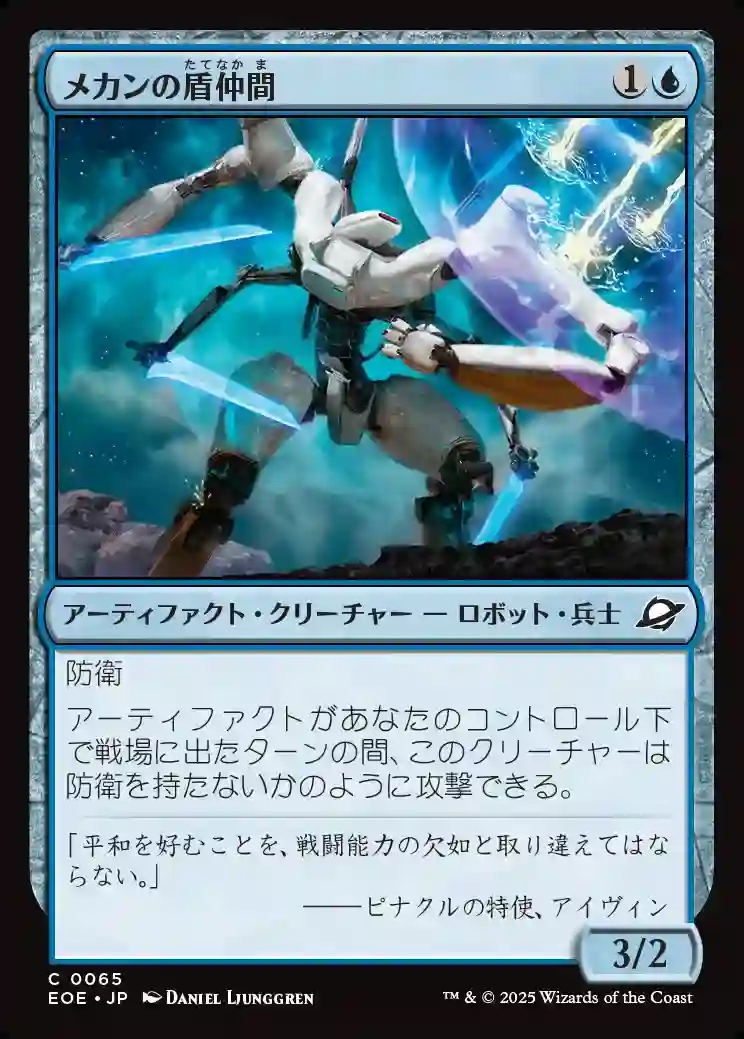 たてなかま
メカンの盾仲間
1
アーティファクト・クリーチャー — ロボット・兵士
防衛
アーティファクトがあなたのコントロール下
で戦場に出たターンの間、このクリーチャーは
防衛を持たないかのように攻撃できる。
「平和を好むことを、戦闘能力の欠如と取り違えてはな
らない。」
——ピナクルの特使、アイヴィン
3/2
C 0065
EOE • JP DANIEL LJUNGGREN
™ & © 2025 Wizards of the Coast